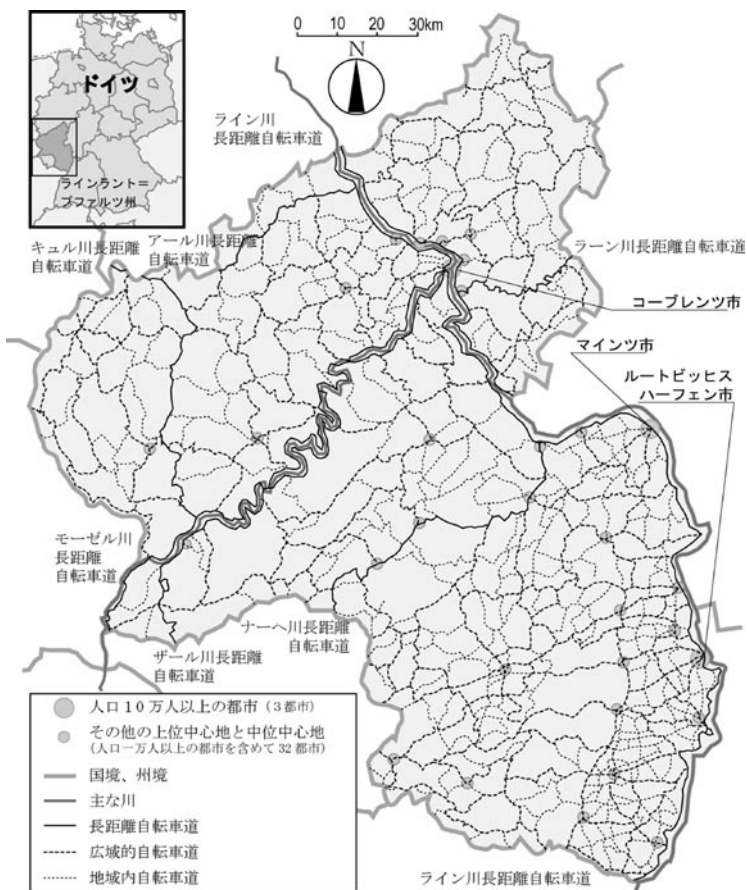 0 10 20 30km
N
ドイツ
ラインラント＝
プファルツ州
ライン川
長距離自転車道
キュル川長距離
自転車道
アール川長距離
自転車道
ラーン川長距離自転車道
コーブレンツ市
マインツ市
ルートビッヒス
ハーフェン市
モーゼル川
長距離
自転車道
ナーヘ川長距離
自転車道
ザール川長距離
自転車道
人口10万人以上の都市（3都市）
その他の上位中心地と中位中心地
（人口一万人以上の都市を含めて32都市）
国境、州境
主な川
長距離自転車道
広域的自転車道
地域内自転車道
ライン川長距離自転車道